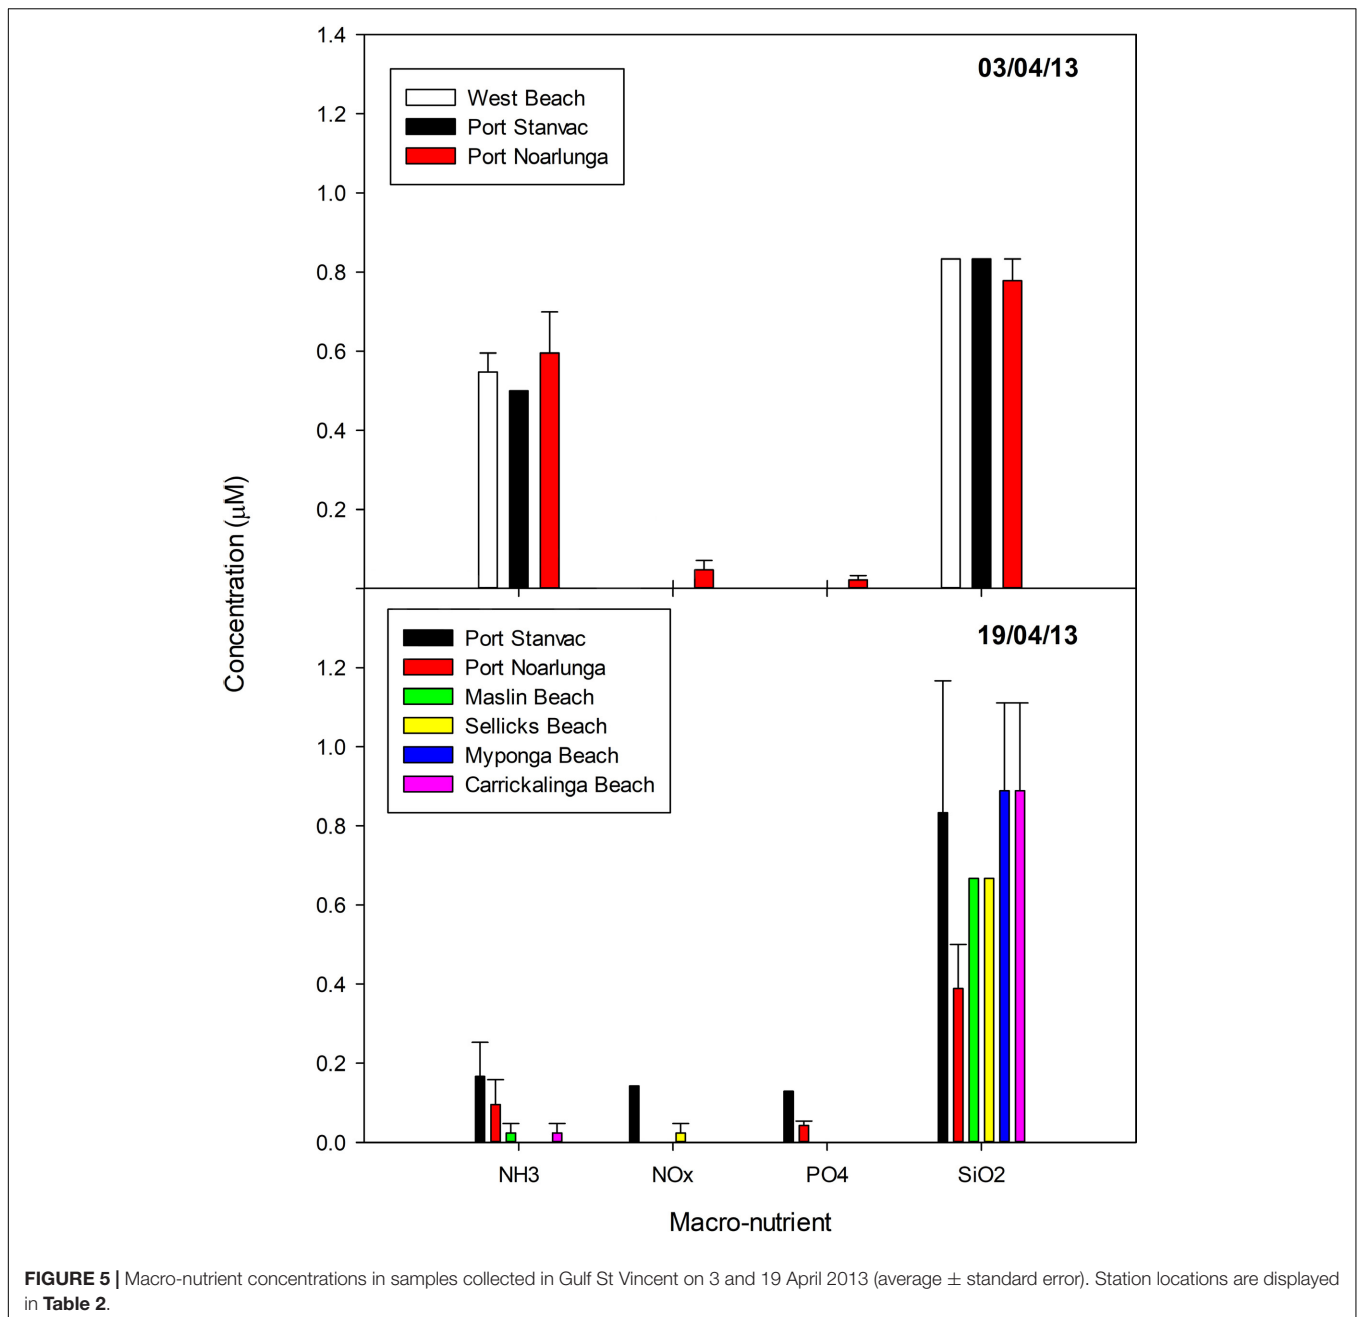 1.4
03/04/13
West Beach
Port Stanvac
Port Noarlunga
1.2
1.0
0.8
0.6
0.4
0.2
Concentration (μM)
19/04/13
Port Stanvac
Port Noarlunga
Maslin Beach
Sellicks Beach
Myponga Beach
Carrickalinga Beach
1.2
1.0
0.8
0.6
0.4
0.2
0.0
NH3 NOx PO4 SiO2
Macro-nutrient
FIGURE 5 | Macro-nutrient concentrations in samples collected in Gulf St Vincent on 3 and 19 April 2013 (average ± standard error). Station locations are displayed
in Table 2.